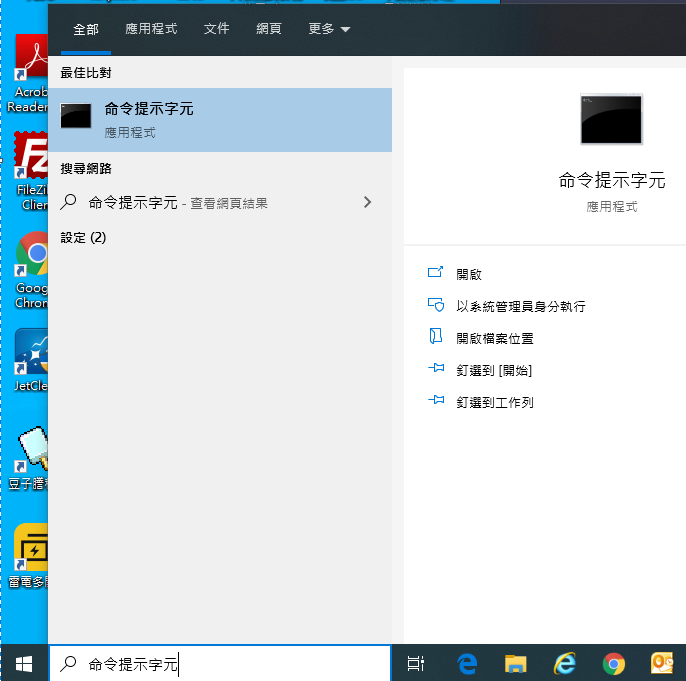 全部 應用程式 文件 網頁 更多
最佳比對
命令提示字元
應用程式
搜尋網路
命令提示字元 - 查看網頁結果
設定 (2)
命令提示字元
應用程式
開啟
以系統管理員身分執行
開啟檔案位置
釘選到 [開始]
釘選到工作列
Acrob
Reader
FileZil
Clien
Goog
Chrom
JetCle
豆子謄
雷電多開
命令提示字元